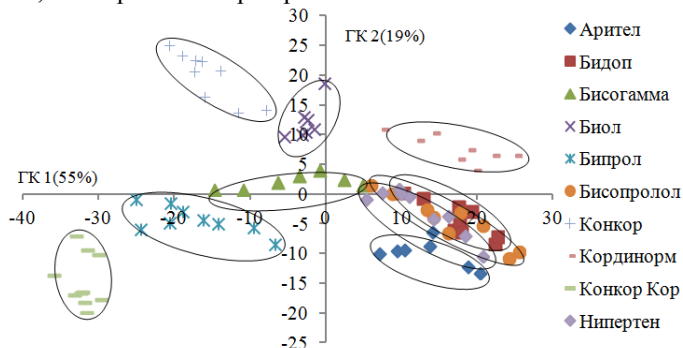 30
25
20
15
10
5
0
-5
-10
-15
-20
-25
-40
-30
-20
-10
0
10
20
30
ГК 2(19%)
ГК 1(55%)
Арител
Бидоп
Бисогамма
Биол
Бипрол
Бисопролол
Конкор
Кординорм
Конкор Кор
Нипертен